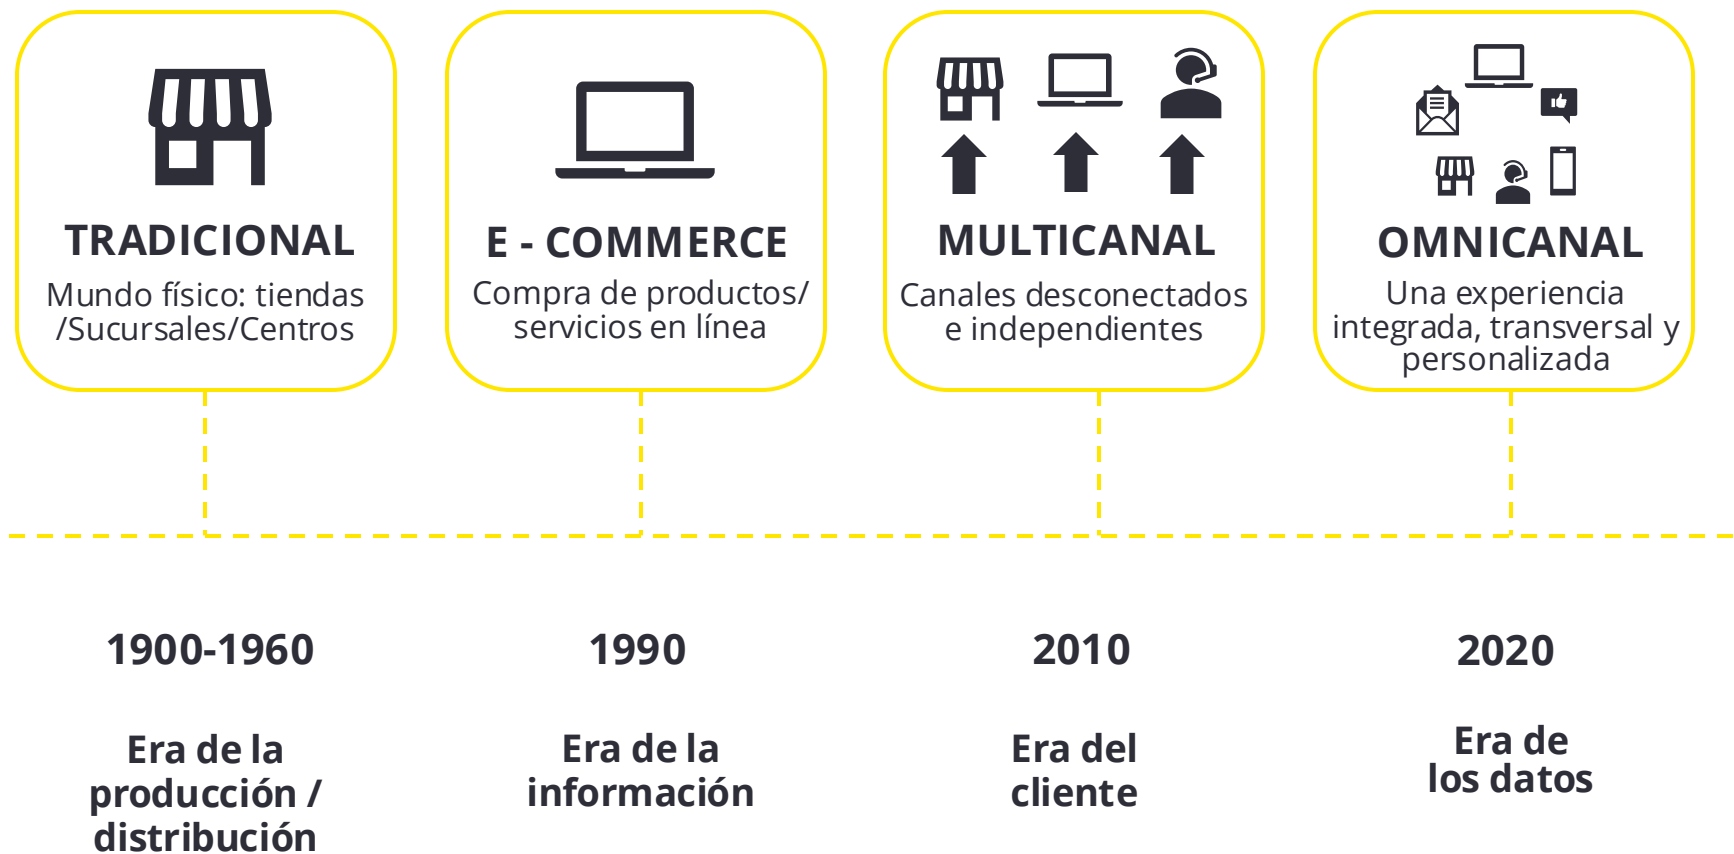 TRADICIONAL
Mundo físico: tiendas
/Sucursales/Centros
E - COMMERCE
Compra de productos/
servicios en línea
MULTICANAL
Canales desconectados
e independientes
OMNICANAL
Una experiencia
integrada, transversal y
personalizada
1900-1960
Era de la
producción /
distribución
1990
Era de la
información
2010
Era del
cliente
2020
Era de
los datos